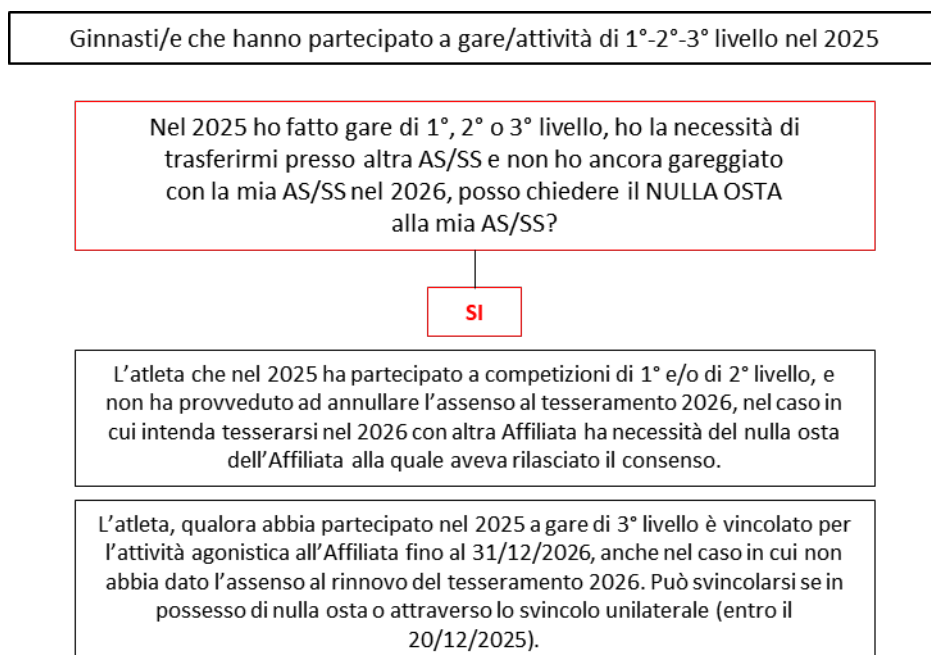 Ginnasti/e che hanno partecipato a gare/attività di 1°-2°-3° livello nel 2025
Nel 2025 ho fatto gare di 1°, 2° o 3° livello, ho la necessità di
trasferirmi presso altra AS/SS e non ho ancora gareggiato
con la mia AS/SS nel 2026, posso chiedere il NULLA OSTA
alla mia AS/SS?
SI
L’atleta che nel 2025 ha partecipato a competizioni di 1° e/o di 2° livello, e
non ha provveduto ad annullare l’assenso al tesseramento 2026, nel caso in
cui intenda tesserarsi nel 2026 con altra Affiliata ha necessità del nulla osta
dell’Affiliata alla quale aveva rilasciato il consenso.
L’atleta, qualora abbia partecipato nel 2025 a gare di 3° livello è vincolato per
l’attività agonistica all’Affiliata fino al 31/12/2026, anche nel caso in cui non
abbia dato l’assenso al rinnovo del tesseramento 2026. Può svincolarsi se in
possesso di nulla osta o attraverso lo svincolo unilaterale (entro il
20/12/2025).